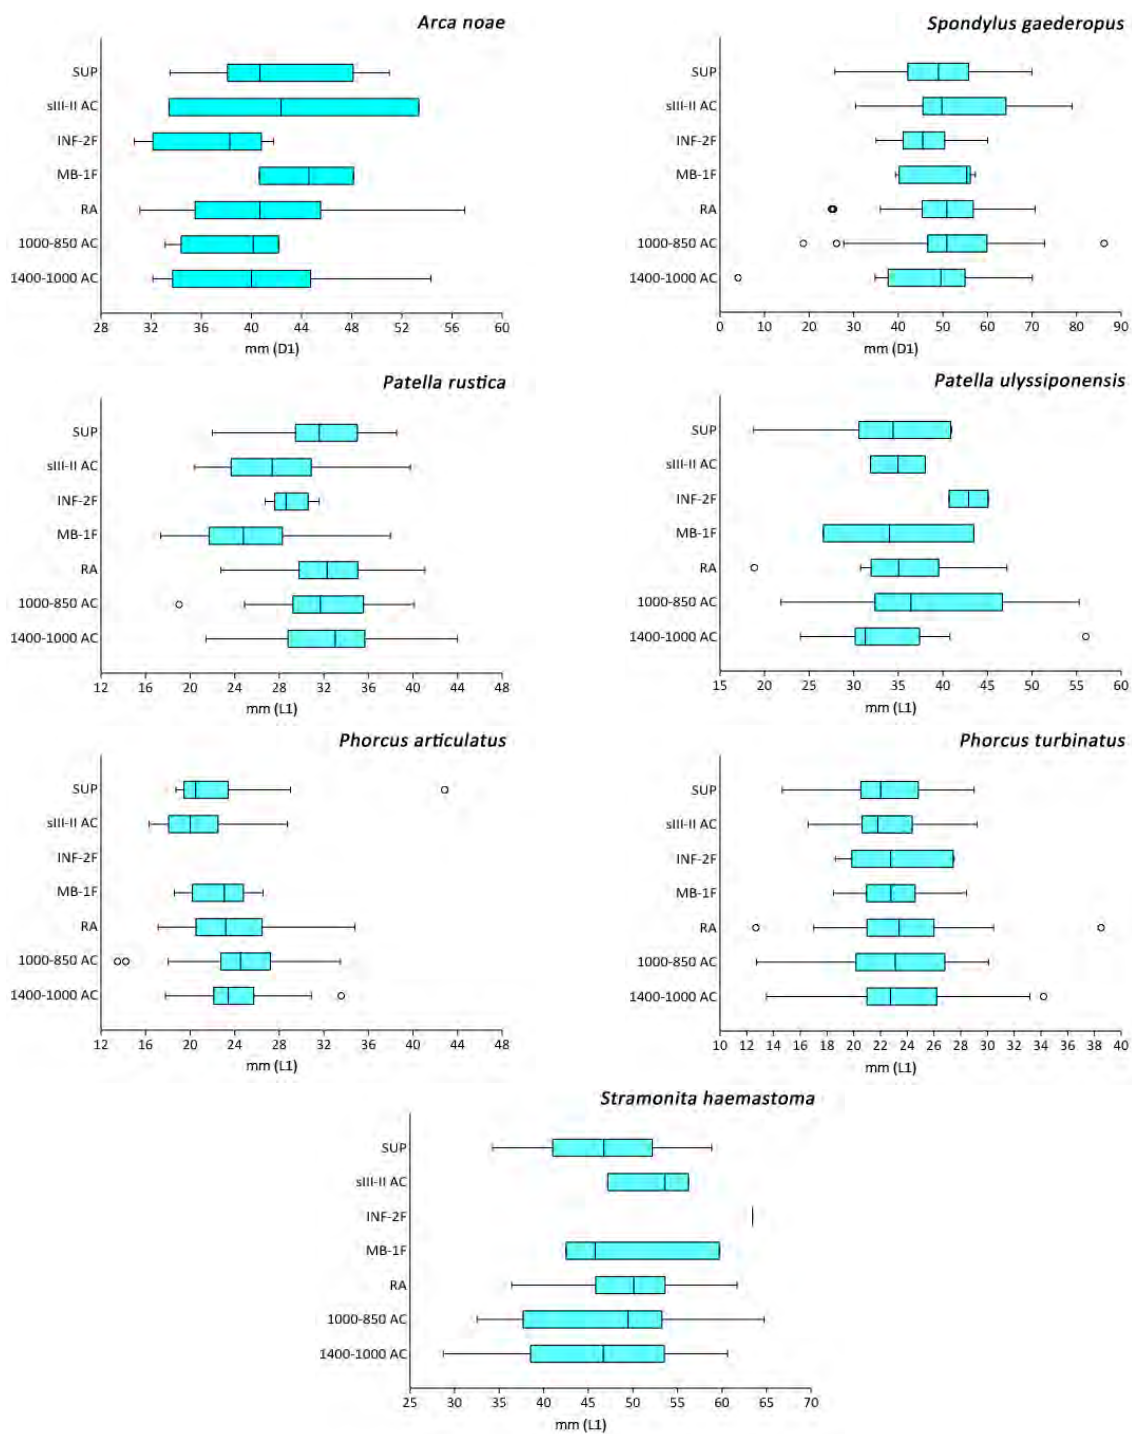 Arca noae
SUP
sIII-II AC
INF-2F
MB-1F
RA
1000-850 AC
1400-1000 AC
28 32 36 40 44 48 52 56 60
mm (D1)
Spondylus gaederopus
SUP
sIII-II AC
INF-2F
MB-1F
RA
1000-850 AC
1400-1000 AC
0 10 20 30 40 50 60 70 80 90
mm (D1)
Patella rustica
SUP
sIII-II AC
INF-2F
MB-1F
RA
1000-850 AC
1400-1000 AC
12 16 20 24 28 32 36 40 44 48
mm (L1)
Patella ulyssiponensis
SUP
sIII-II AC
INF-2F
MB-1F
RA
1000-850 AC
1400-1000 AC
15 20 25 30 35 40 45 50 55 60
mm (L1)
Phorcus articulatus
SUP
sIII-II AC
INF-2F
MB-1F
RA
1000-850 AC
1400-1000 AC
12 16 20 24 28 32 36 40 44 48
mm (L1)
Phorcus turbinatus
SUP
sIII-II AC
INF-2F
MB-1F
RA
1000-850 AC
1400-1000 AC
10 12 14 16 18 20 22 24 26 28 30 32 34 36 38 40
mm (L1)
Stramonita haemastoma
SUP
sIII-II AC
INF-2F
MB-1F
RA
1000-850 AC
1400-1000 AC
25 30 35 40 45 50 55 60 65 70
mm (L1)